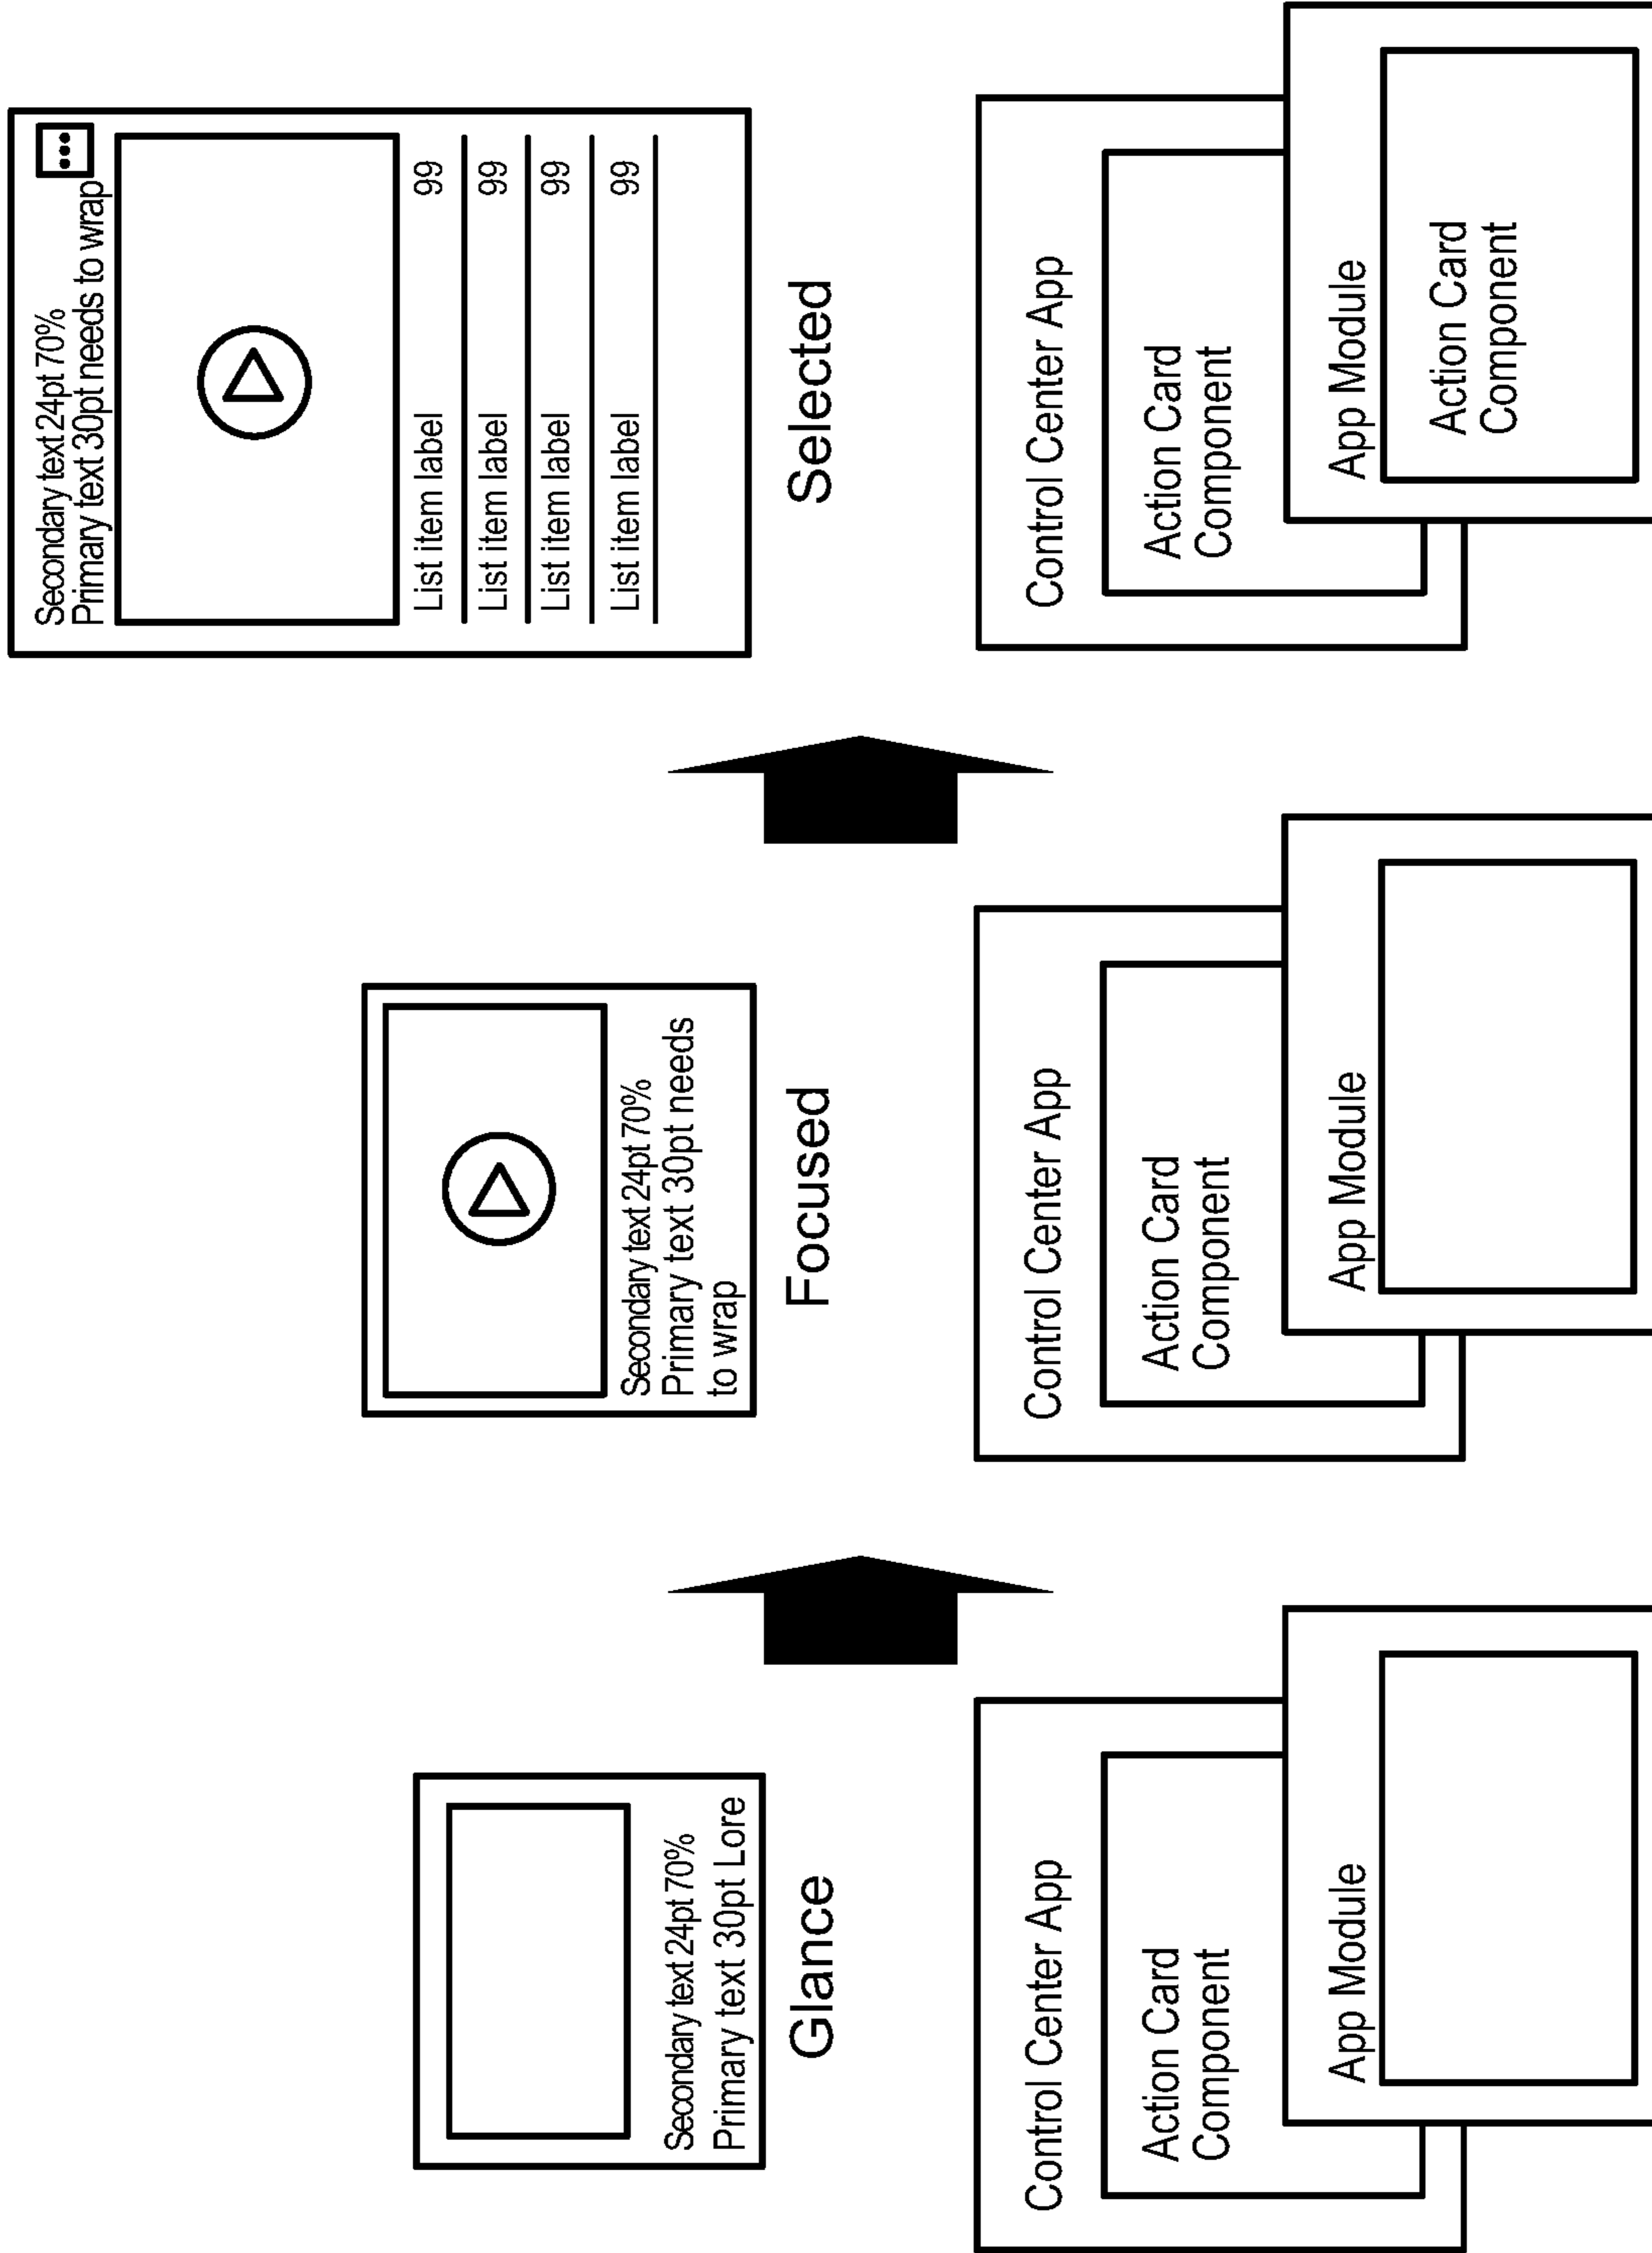 Secondary text 24pt 70%
Primary text 30pt Lore
Glance
Control Center App
Action Card
Component
App Module
Secondary text 24pt 70%
Primary text 30pt needs
to wrap
Focused
Control Center App
Action Card
Component
App Module
Secondary text 24pt 70%
Primary text 30pt needs to wrap
List item label 99
List item label 99
List item label 99
List item label 99
Selected
Control Center App
Action Card
Component
App Module
Action Card
Component